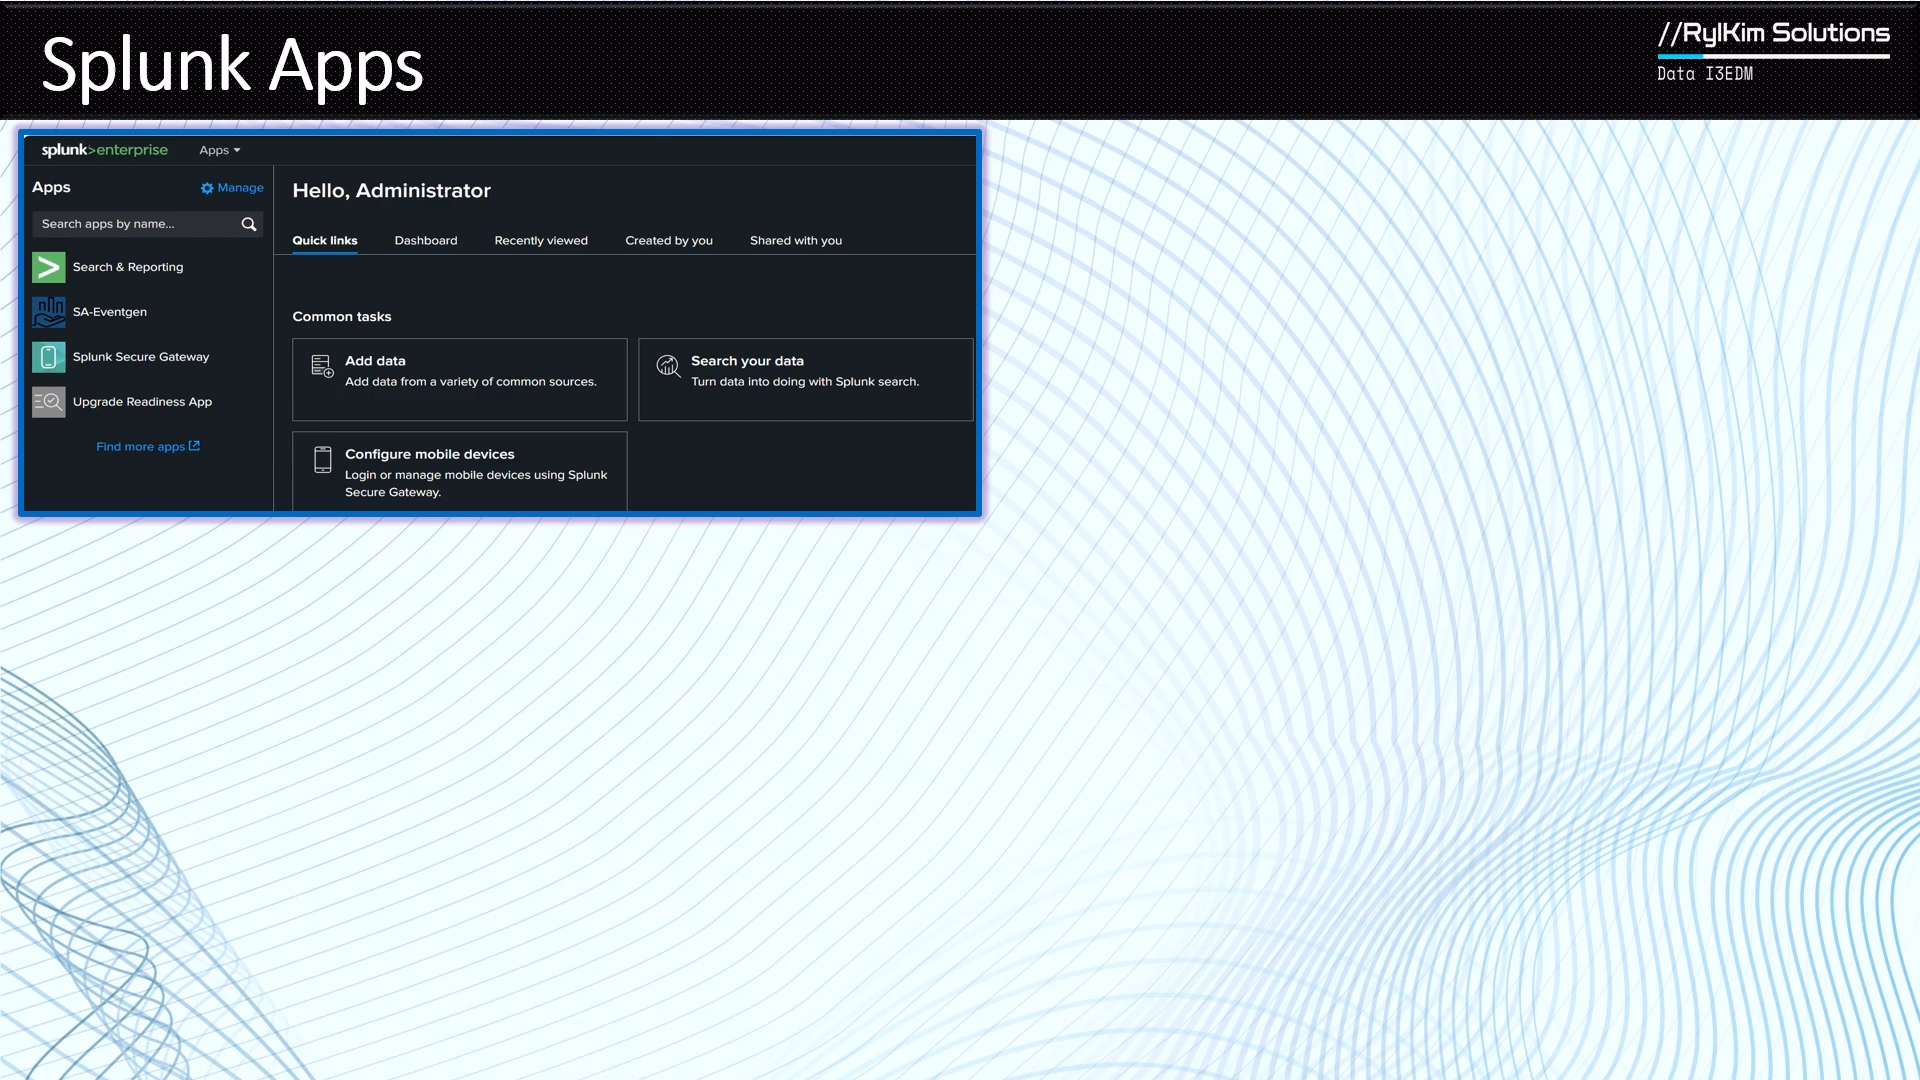 Splunk Apps
//RylKim Solutions
Data I3EDM
splunk>enterprise
Apps
Apps
Manage
Search apps by name...
Search & Reporting
SA-Eventgen
Splunk Secure Gateway
Upgrade Readiness App
Find more apps
Hello, Administrator
Quick links
Dashboard
Recently viewed
Created by you
Shared with you
Common tasks
Add data
Add data from a variety of common sources.
Search your data
Turn data into doing with Splunk search.
Configure mobile devices
Login or manage mobile devices using Splunk
Secure Gateway.